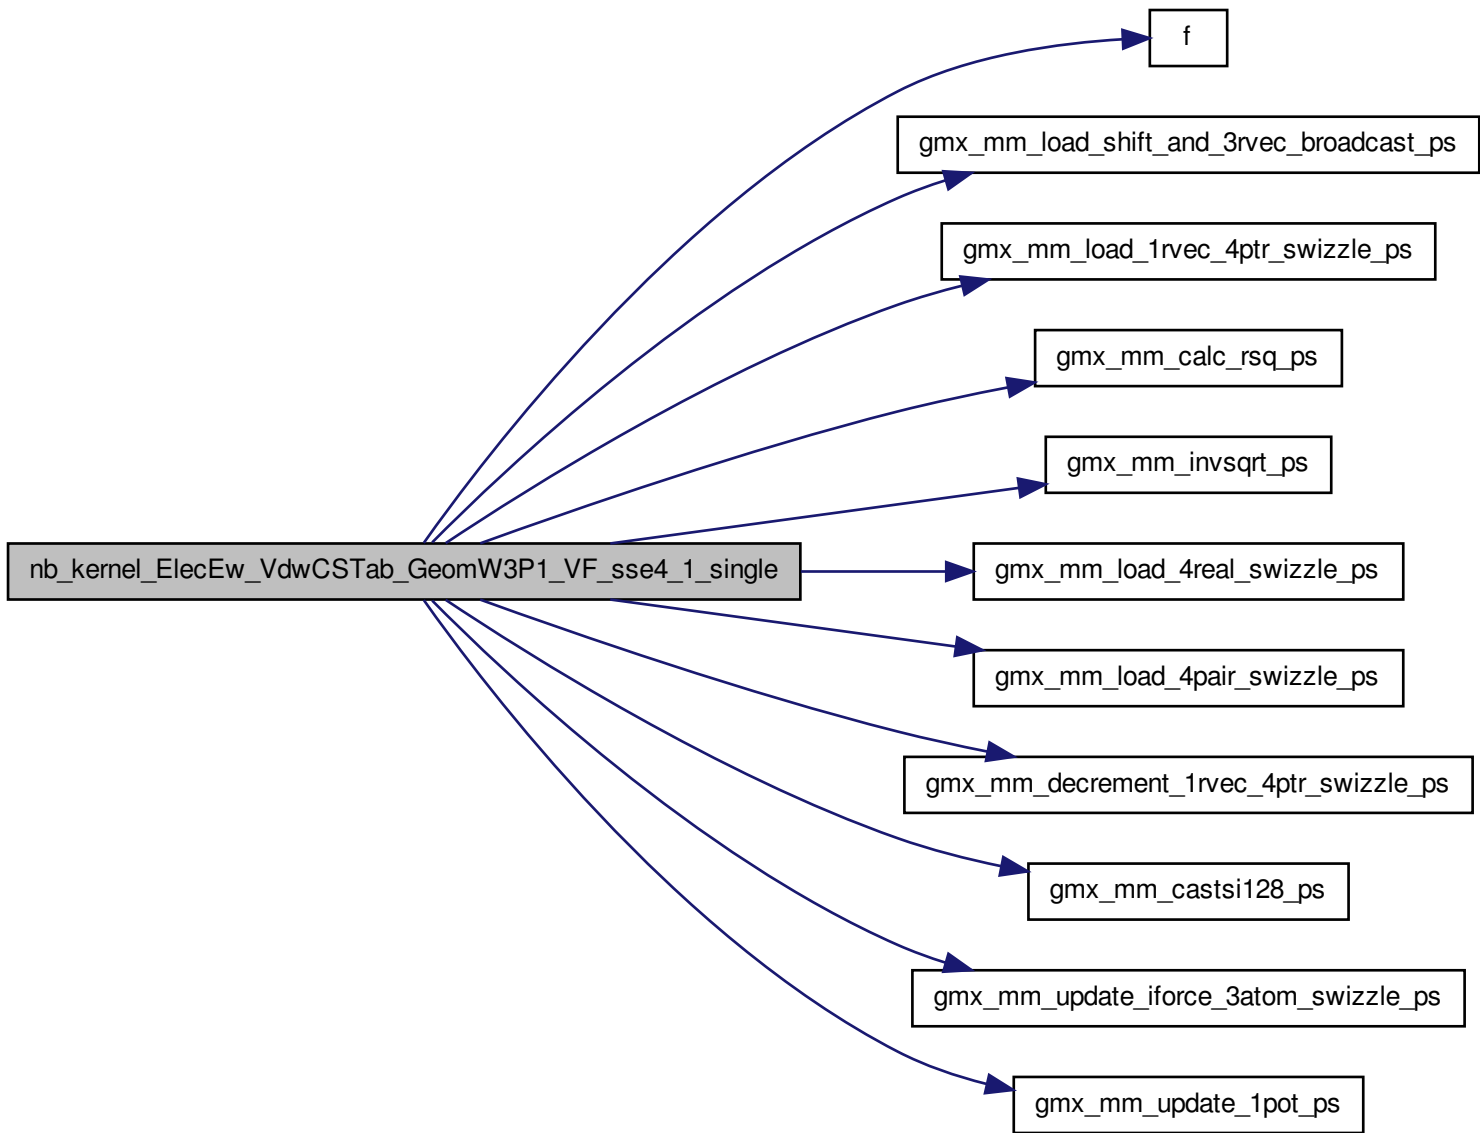 f
gmx_mm_load_shift_and_3rvec_broadcast_ps
gmx_mm_load_1rvec_4ptr_swizzle_ps
gmx_mm_calc_rsq_ps
gmx_mm_invsqrt_ps
nb_kernel_ElecEw_VdwCSTab_GeomW3P1_VF_sse4_1_single
gmx_mm_load_4real_swizzle_ps
gmx_mm_load_4pair_swizzle_ps
gmx_mm_decrement_1rvec_4ptr_swizzle_ps
gmx_mm_castsi128_ps
gmx_mm_update_iforce_3atom_swizzle_ps
gmx_mm_update_1pot_ps